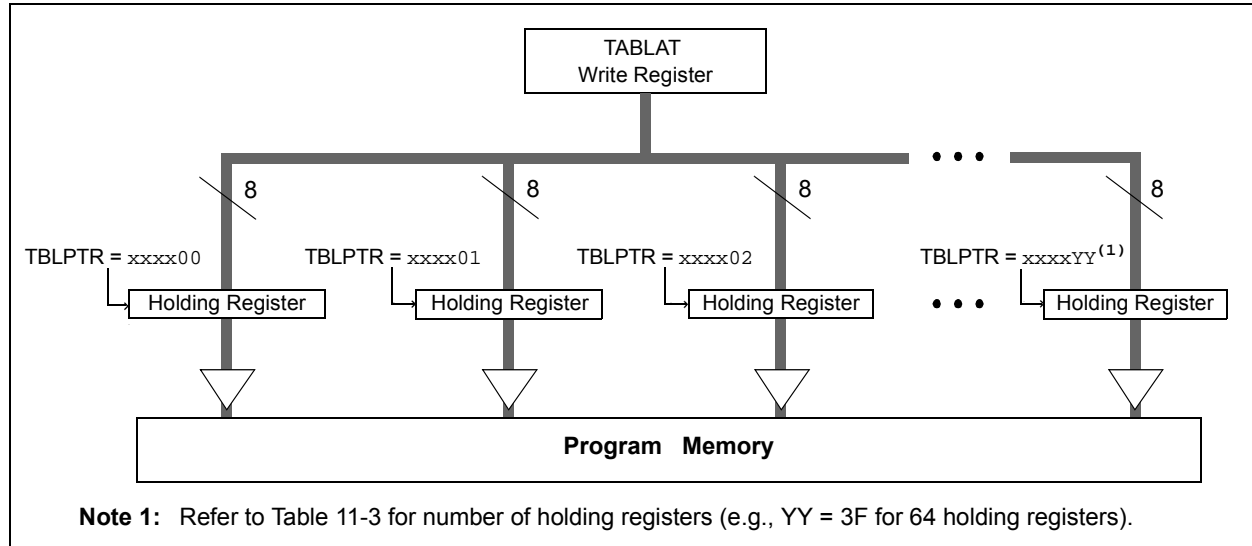 TABLAT
Write Register
• • •
8 8 8 8
TBLPTR = xxxx00 TBLPTR = xxxx01 TBLPTR = xxxx02 TBLPTR = xxxxYY(1)
Holding Register Holding Register Holding Register • • • Holding Register
Program Memory
Note 1: Refer to Table 11-3 for number of holding registers (e.g., YY = 3F for 64 holding registers).